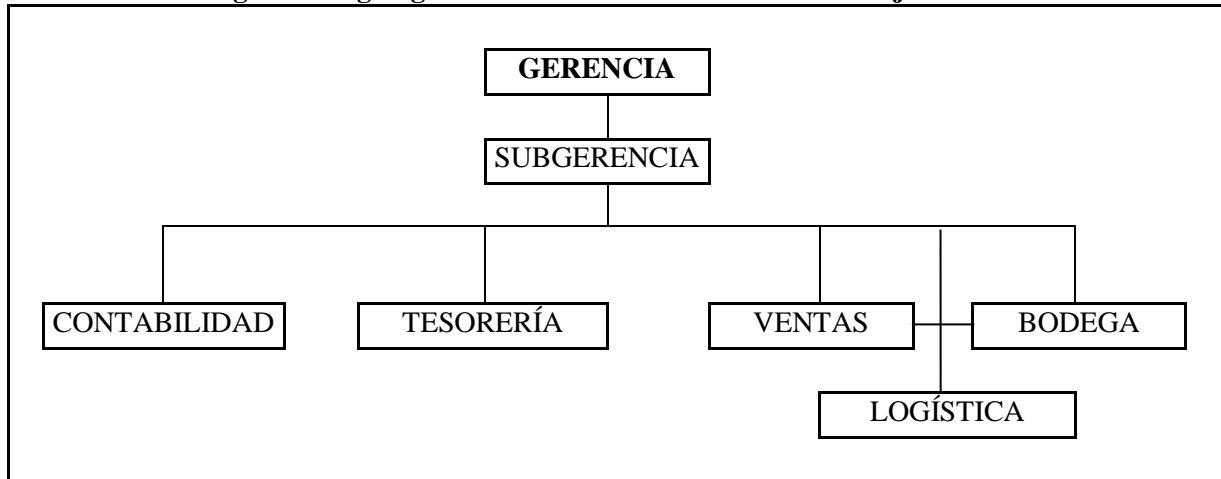 GERENCIA
SUBGERENCIA
CONTABILIDAD
TESORERÍA
VENTAS
BODEGA
LOGÍSTICA